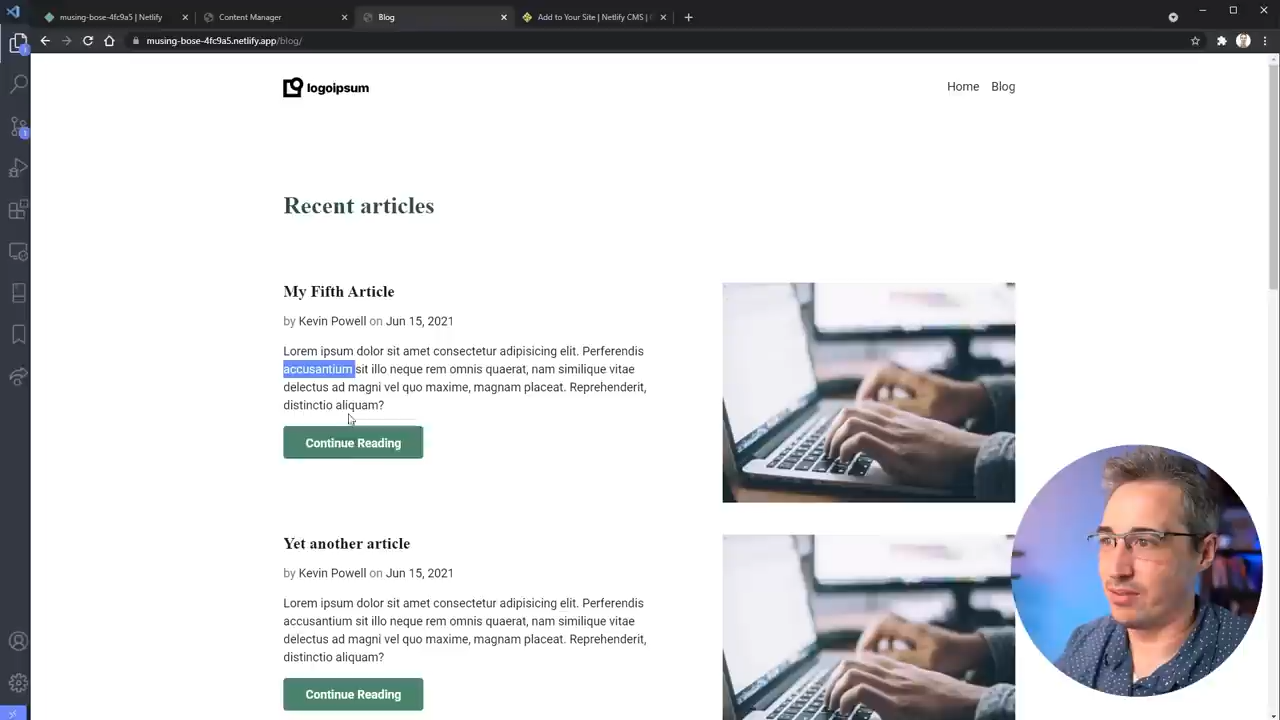 musing-bose-4fc9a5 | Netlify
Content Manager
Blog
Add to Your Site | Netlify CMS |
musing-bose-4fc9a5.netlify.app/blog/
logoipsum
Home Blog
Recent articles
My Fifth Article
by Kevin Powell on Jun 15, 2021
Lorem ipsum dolor sit amet consectetur adipisicing elit. Perferendis
accusantium sit illo neque rem omnis quaerat, nam similique vitae
delectus ad magni vel quo maxime, magnam placeat. Reprehenderit,
distinctio aliquam?
Continue Reading
Yet another article
by Kevin Powell on Jun 15, 2021
Lorem ipsum dolor sit amet consectetur adipisicing elit. Perferendis
accusantium sit illo neque rem omnis quaerat, nam similique vitae
delectus ad magni vel quo maxime, magnam placeat. Reprehenderit,
distinctio aliquam?
Continue Reading